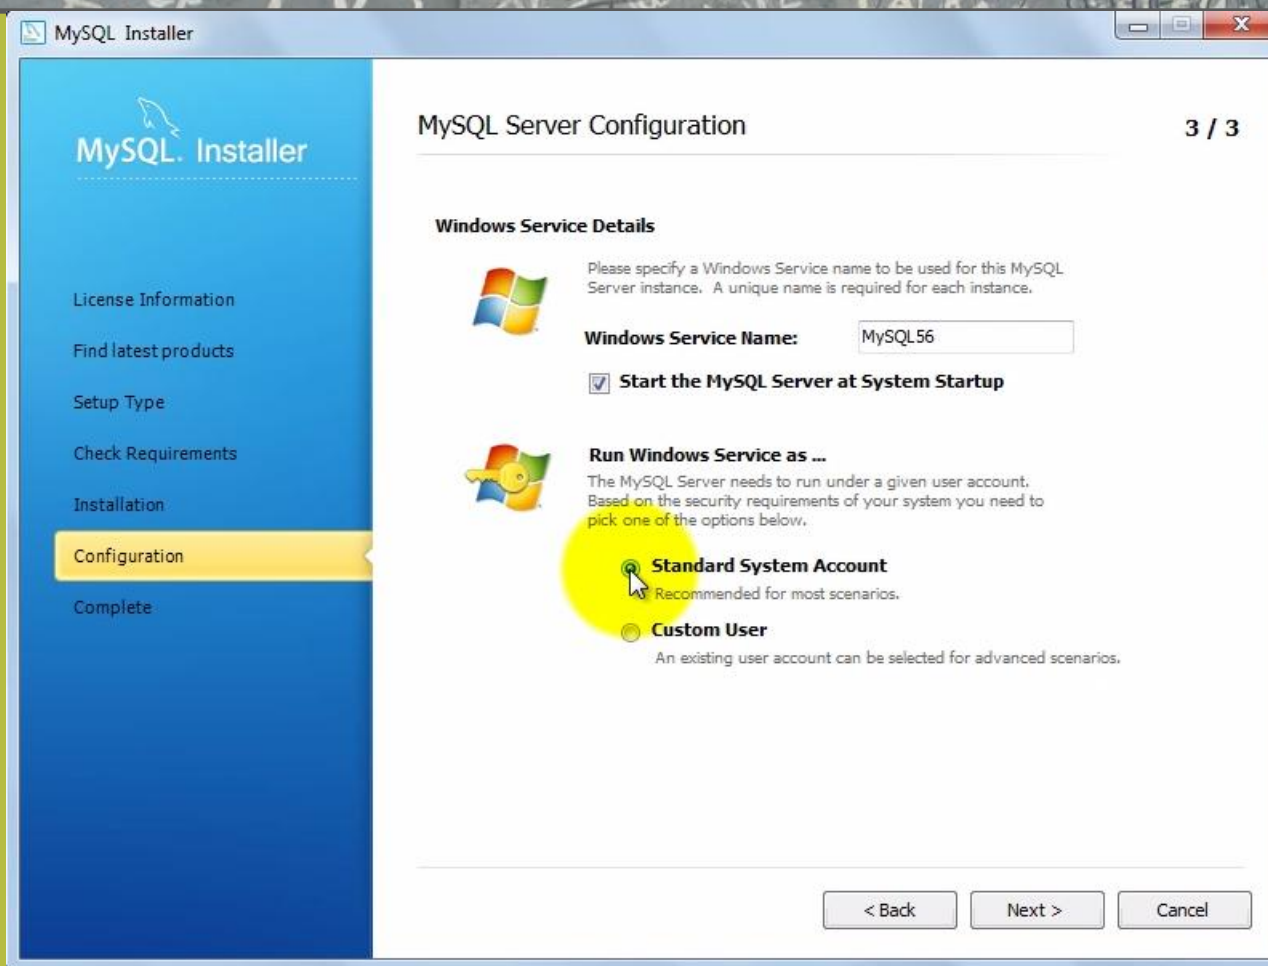 MySQL Installer
MySQL. Installer
License Information
Find latest products
Setup Type
Check Requirements
Installation
Configuration
Complete
MySQL Server Configuration
3 / 3
Windows Service Details
Please specify a Windows Service name to be used for this MySQL
Server instance. A unique name is required for each instance.
Windows Service Name:
MySQL56
Start the MySQL Server at System Startup
Run Windows Service as ...
The MySQL Server needs to run under a given user account.
Based on the security requirements of your system you need to
pick one of the options below.
Standard System Account
Recommended for most scenarios.
Custom User
An existing user account can be selected for advanced scenarios.
< Back
Next >
Cancel